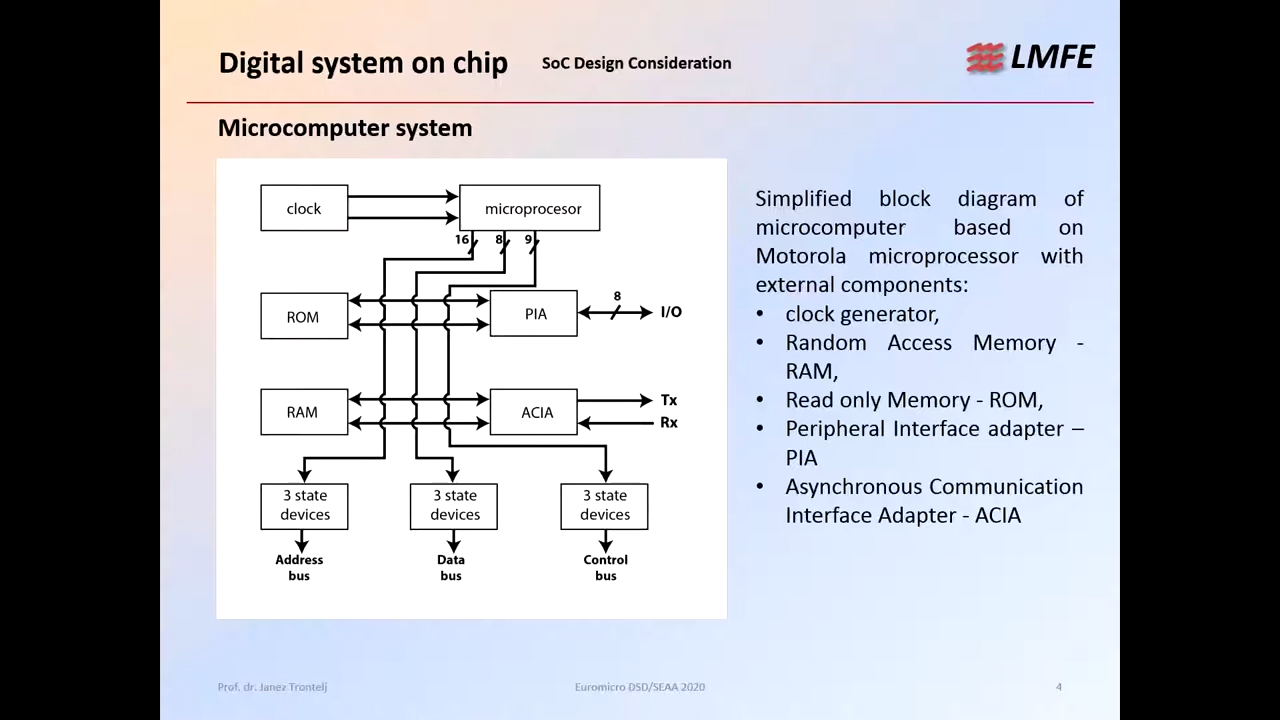 Digital system on chip
SoC Design Consideration
LMFE
Microcomputer system
clock
microprocesor
16
8
9
ROM
PIA
8
I/O
RAM
ACIA
Tx
Rx
3 state
devices
3 state
devices
3 state
devices
Address
bus
Data
bus
Control
bus
Simplified block diagram of
microcomputer based on
Motorola microprocessor with
external components:
• clock generator,
• Random Access Memory -
RAM,
• Read only Memory - ROM,
• Peripheral Interface adapter –
PIA
• Asynchronous Communication
Interface Adapter - ACIA
Prof. dr. Janez Trontelj
Euromicro DSD/SEAA 2020
4